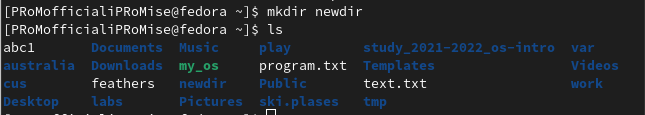 [PRoMofficialiPRoMise@fedora ~]$ mkdir newdir
[PRoMofficialiPRoMise@fedora ~]$ ls
abc1 Documents Music play study_2021-2022_os-intro var
australia Downloads my_os program.txt Templates Videos
cus feathers newdir Public text.txt work
Desktop labs Pictures ski.plases tmp